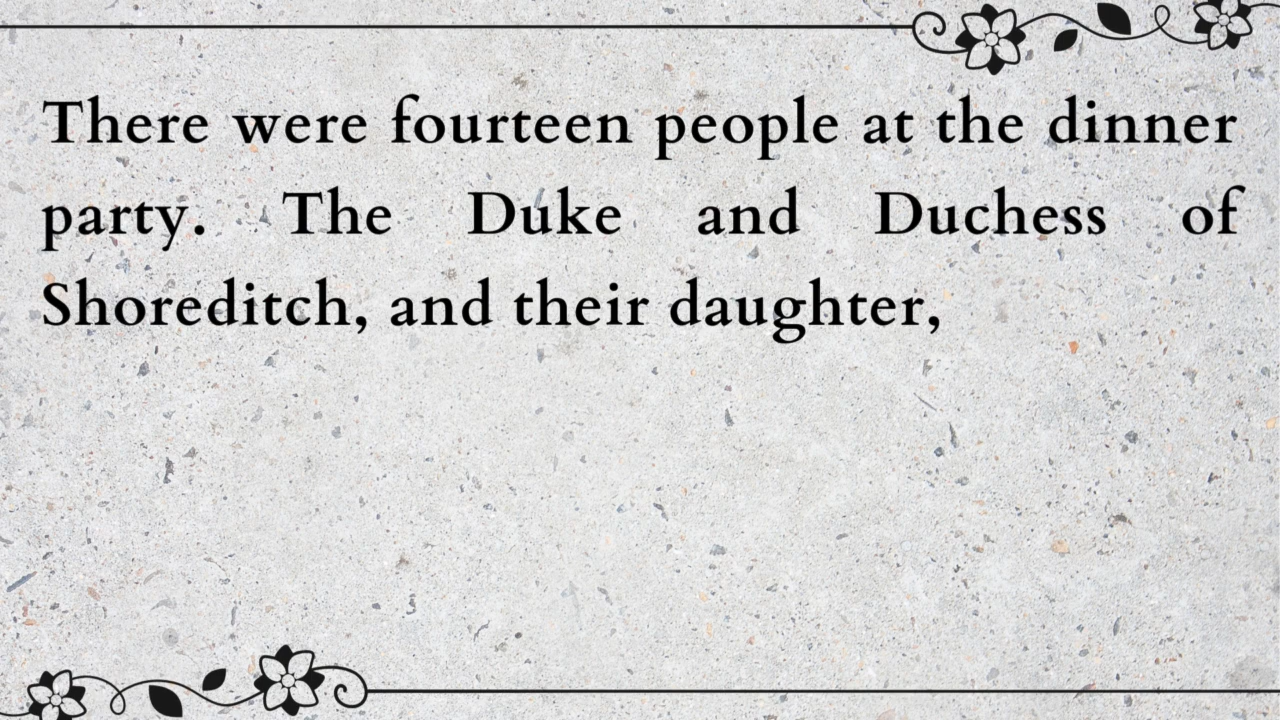 There were fourteen people at the dinner
party. The Duke and Duchess of
Shoreditch, and their daughter,